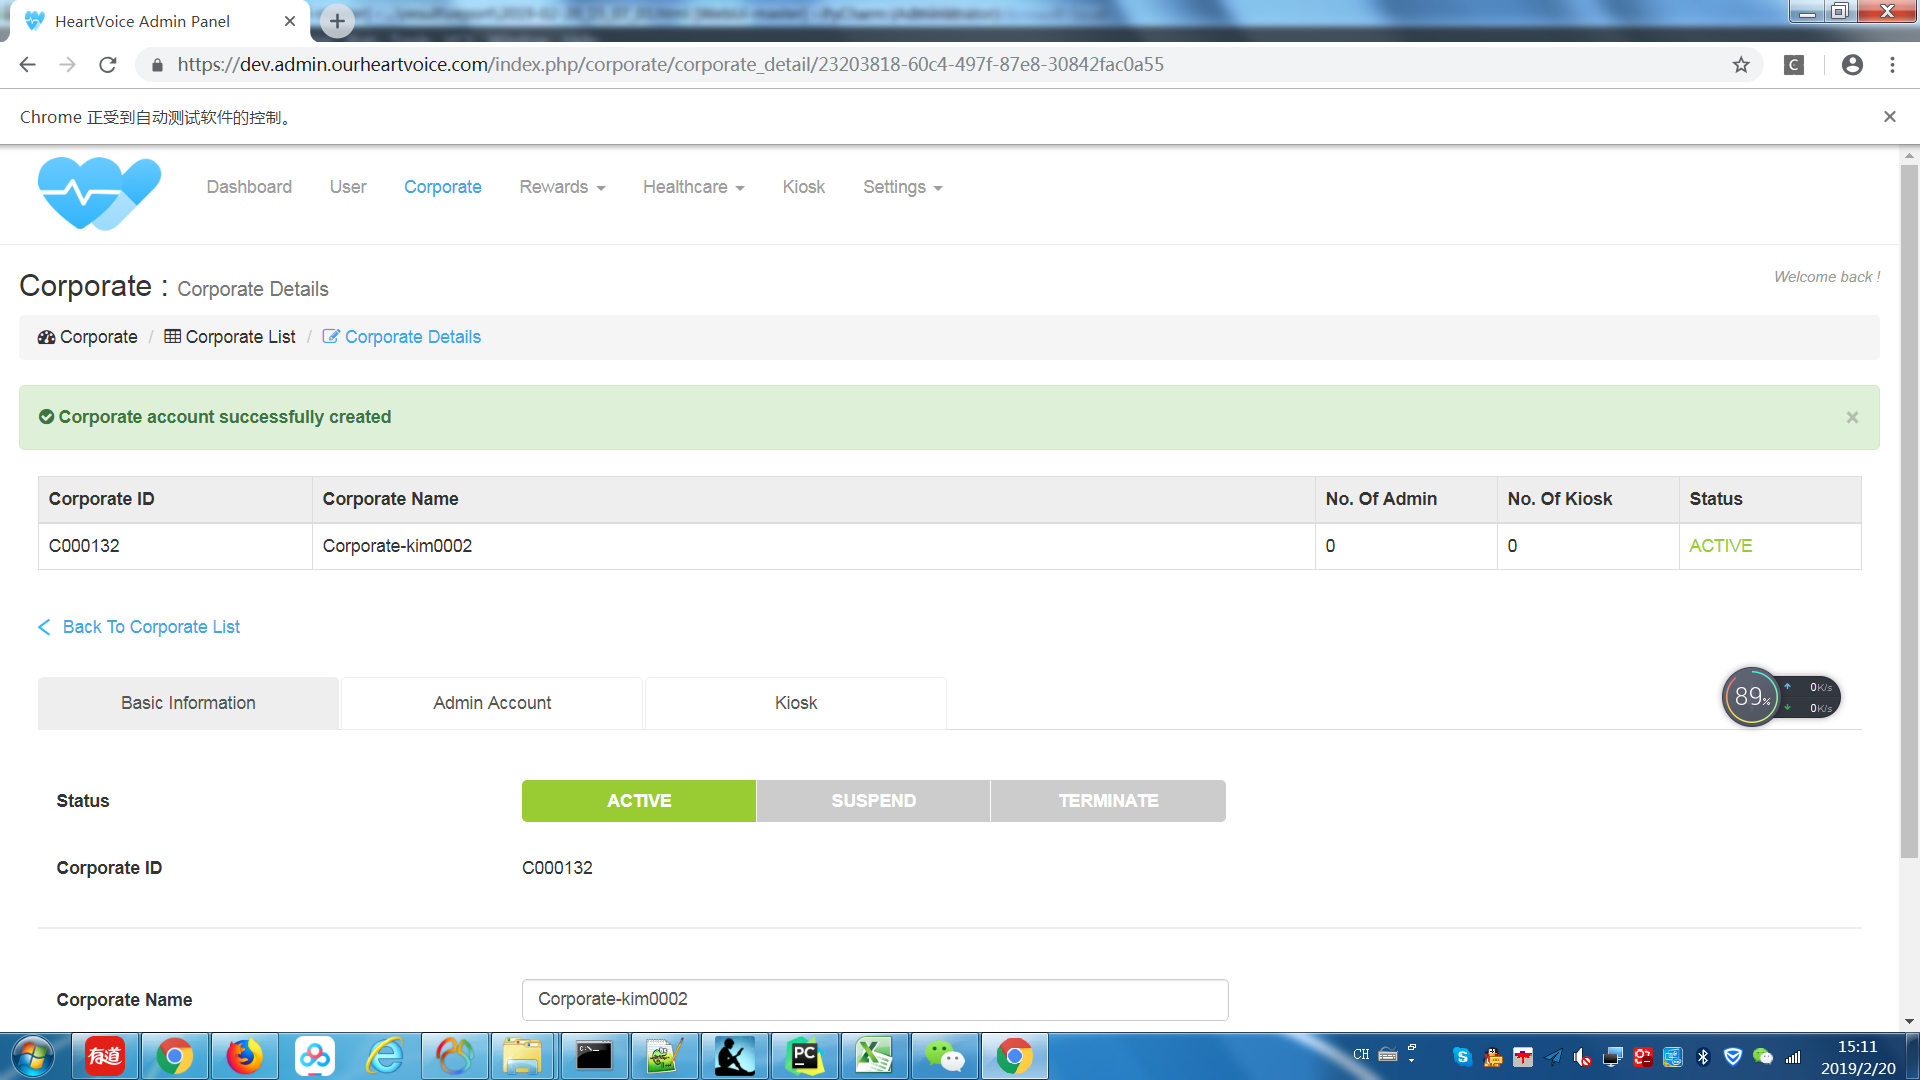 HeartVoice Admin Panel
https://dev.admin.ourheartvoice.com/index.php/corporate/corporate_detail/23203818-60c4-497f-87e8-30842fac0a55
Chrome 正受到自动测试软件的控制。
Dashboard User Corporate Rewards Healthcare Kiosk Settings
Corporate : Corporate Details
Welcome back !
Corporate / Corporate List / Corporate Details
Corporate account successfully created
Corporate ID Corporate Name No. Of Admin No. Of Kiosk Status
C000132 Corporate-kim0002 0 0 ACTIVE
Back To Corporate List
Basic Information Admin Account Kiosk
89%
0K/s
0K/s
Status ACTIVE SUSPEND TERMINATE
Corporate ID C000132
Corporate Name Corporate-kim0002
有道
PC
CH
15:11
2019/2/20